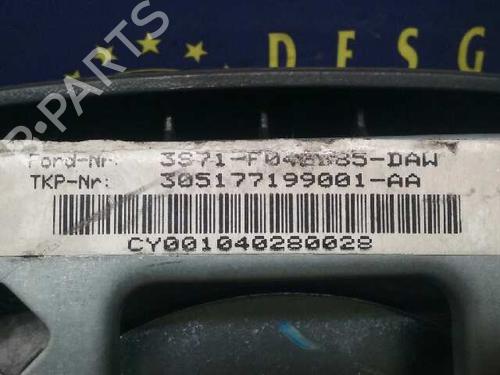 B-PARTS
DESG
Ford-Nr: 3S71-F042B85-DAW
TKP-Nr: 305177199001-AA
CY001040280028